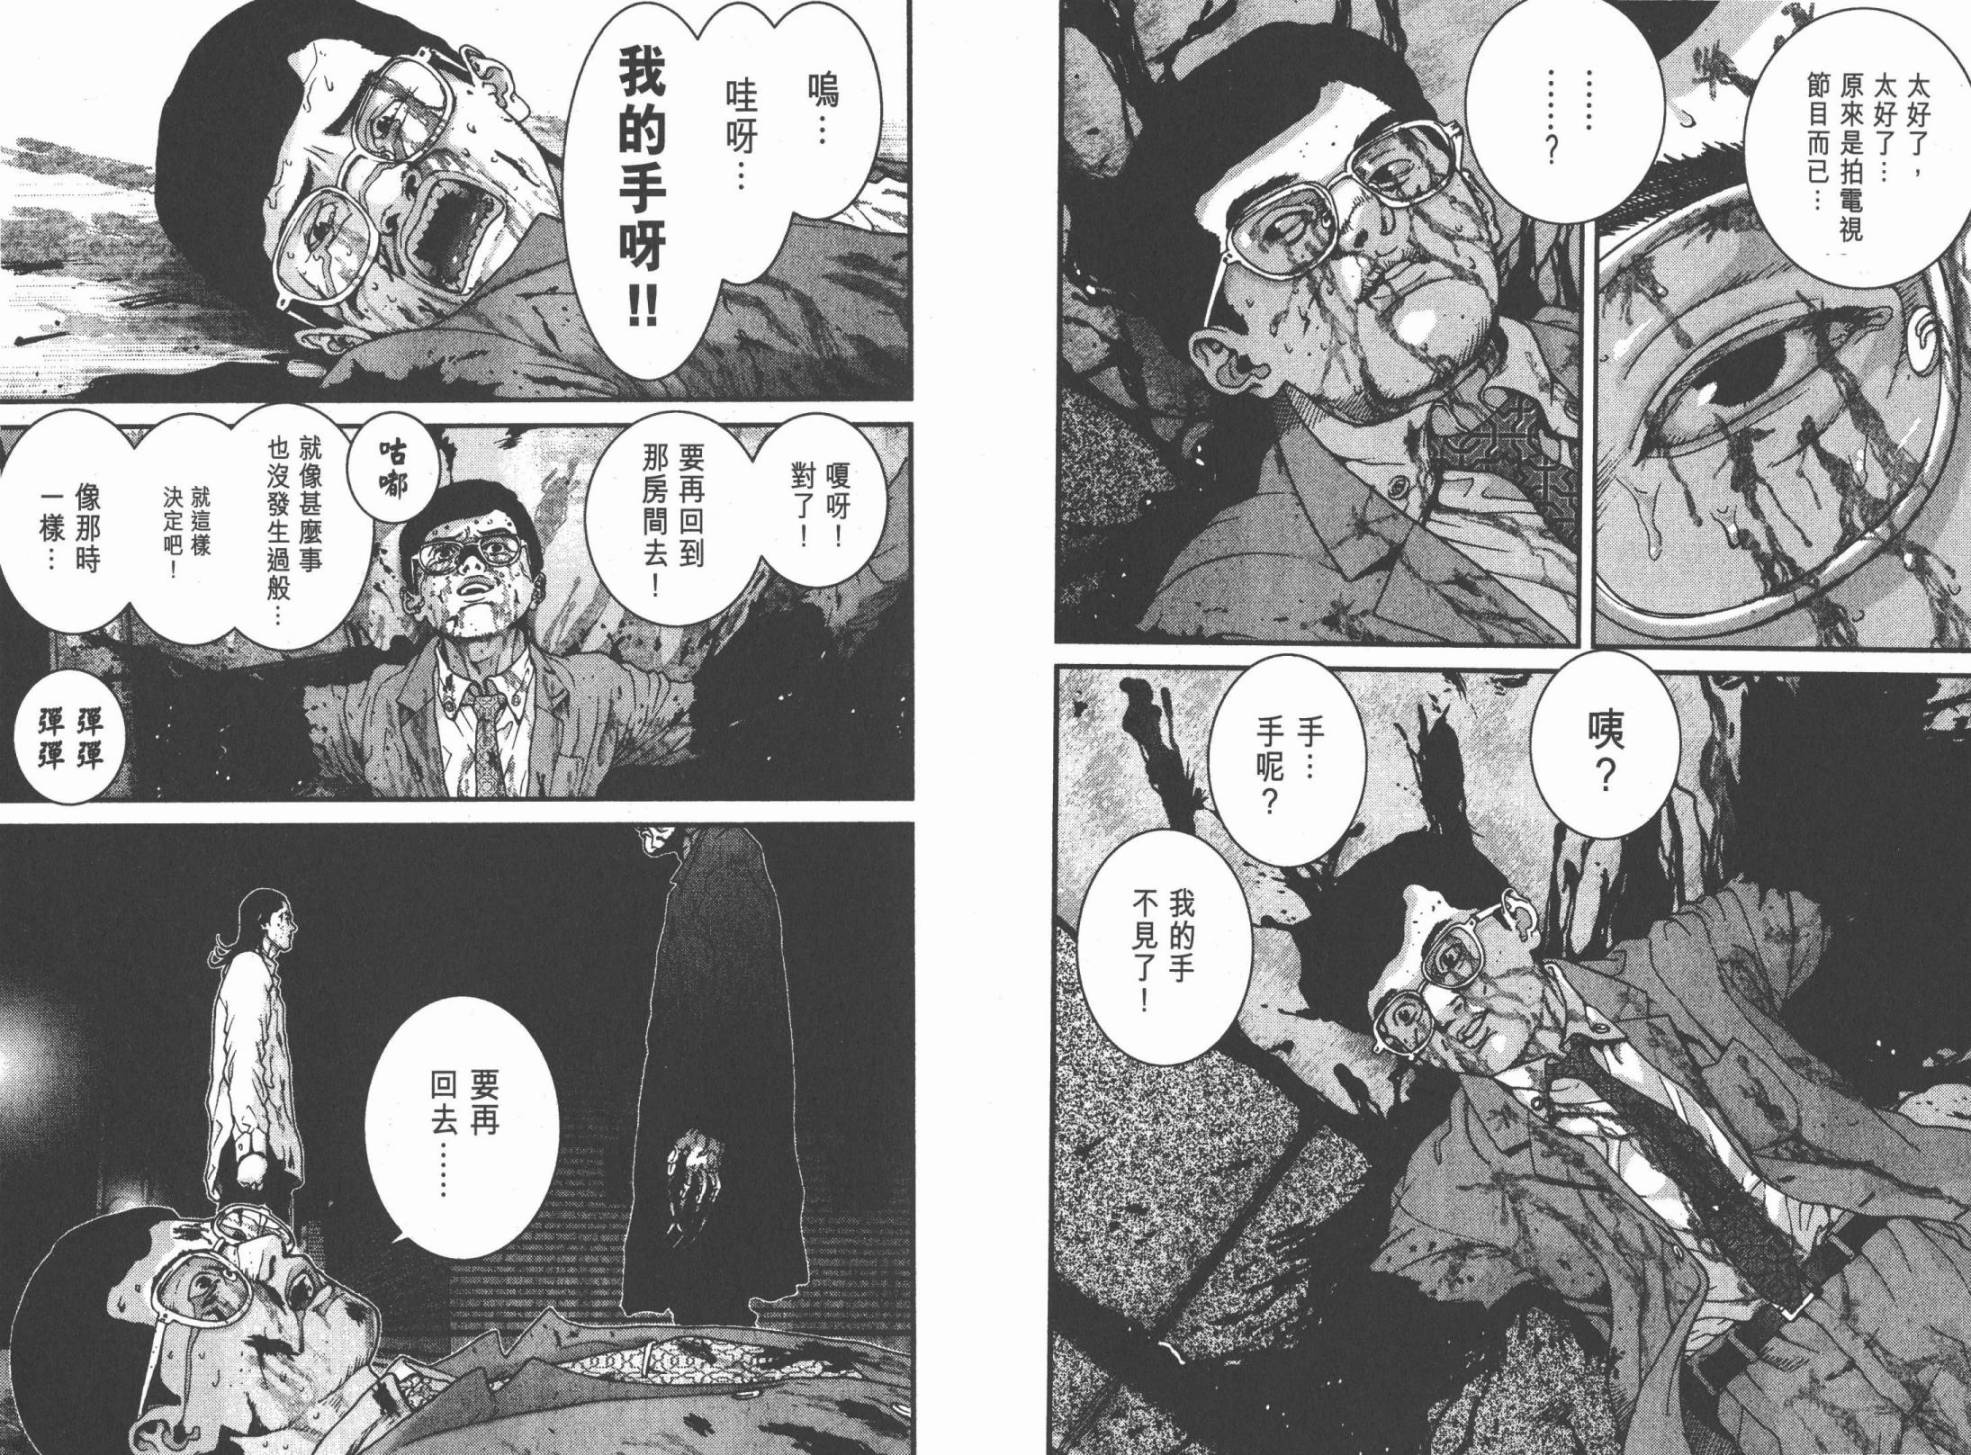 太好了，
太好了…
原來是拍電視
節目而已…
……
……？
咦？
手…
手呢？
我的手
不見了！
嗚…
哇呀…
我的手呀!!
嗄呀！
對了！
要再回到
那房間去！
咕嘟
就像甚麼事
也沒發生過般…
就這樣
決定吧！
像那時
一樣…
彈彈
彈彈
要再
回去……